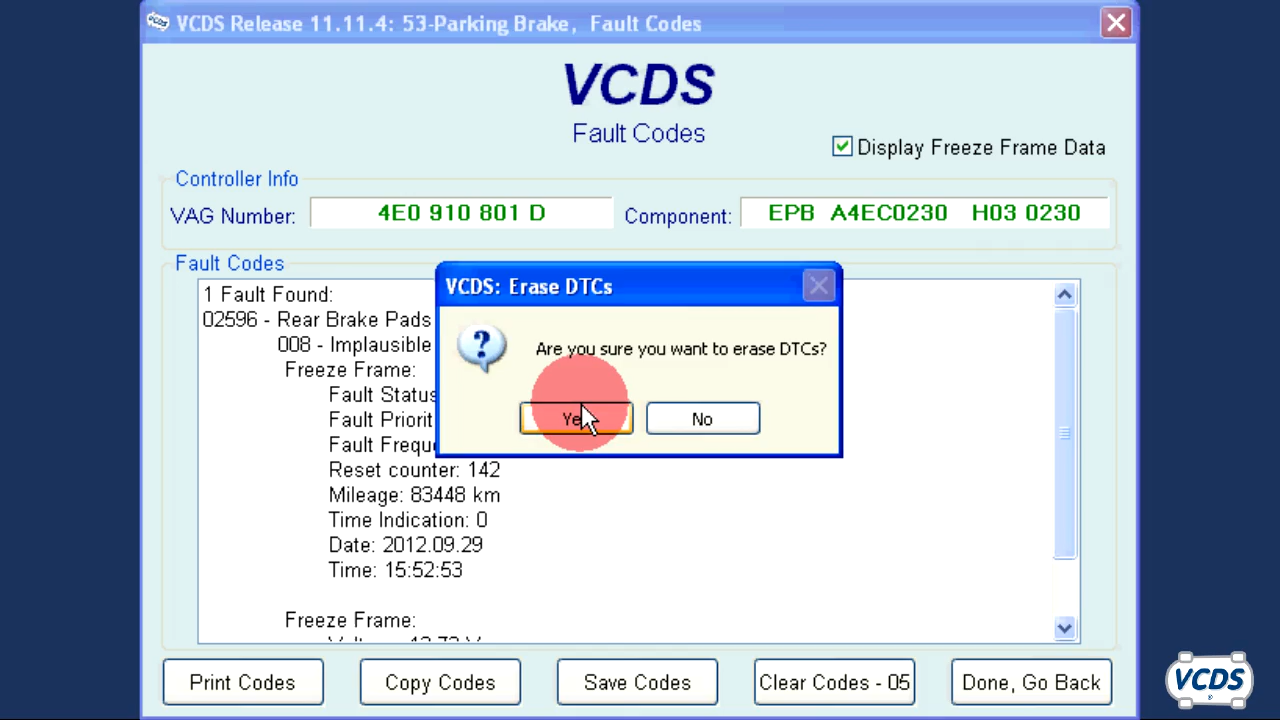 VCDS Release 11.11.4: 53-Parking Brake, Fault Codes
VCDS
Fault Codes
Display Freeze Frame Data
Controller Info
VAG Number: 4E0 910 801 D Component: EPB A4EC0230 H03 0230
Fault Codes
1 Fault Found:
02596 - Rear Brake Pads
008 - Implausible
Freeze Frame:
Fault Status
Fault
Fault
Reset counter: 142
Mileage: 83448 km
Time Indication: 0
Date: 2012.09.29
Time: 15:52:53
Freeze Frame:
VCDS: Erase DTCs
Are you sure you want to erase DTCs?
No
Print Codes
Copy Codes
Save Codes
Clear Codes - 05
Done, Go Back
VCDS